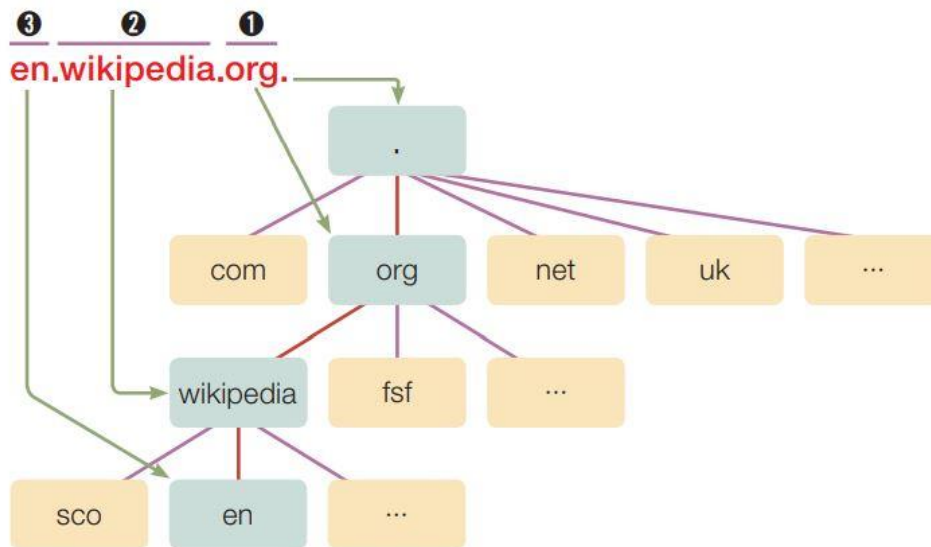 ❸ ❷ ❶
en.wikipedia.org.
.
com org net uk ...
wikipedia fsf ...
sco en ...